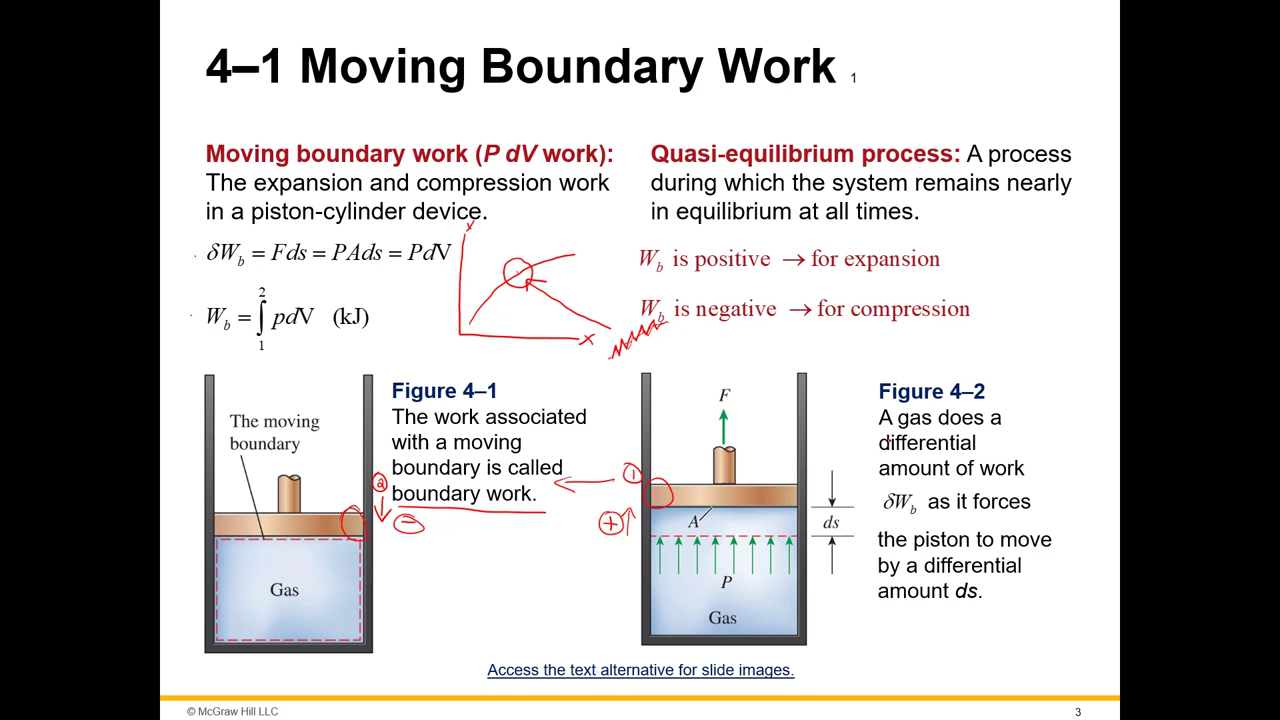 4–1 Moving Boundary Work 1
Moving boundary work (P dV work):
The expansion and compression work
in a piston-cylinder device.
δW_b = Fds = PAds = PdV
W_b = ∫₁² pdV (kJ)
Quasi-equilibrium process: A process
during which the system remains nearly
in equilibrium at all times.
W_b is positive → for expansion
W_b is negative → for compression
Y
X
The moving
boundary
Gas
Figure 4–1
The work associated
with a moving
boundary is called
boundary work.
②
−
①
+
F
A
ds
P
Gas
Figure 4–2
A gas does a
differential
amount of work
δW_b as it forces
the piston to move
by a differential
amount ds.
Access the text alternative for slide images.
© McGraw Hill LLC
3